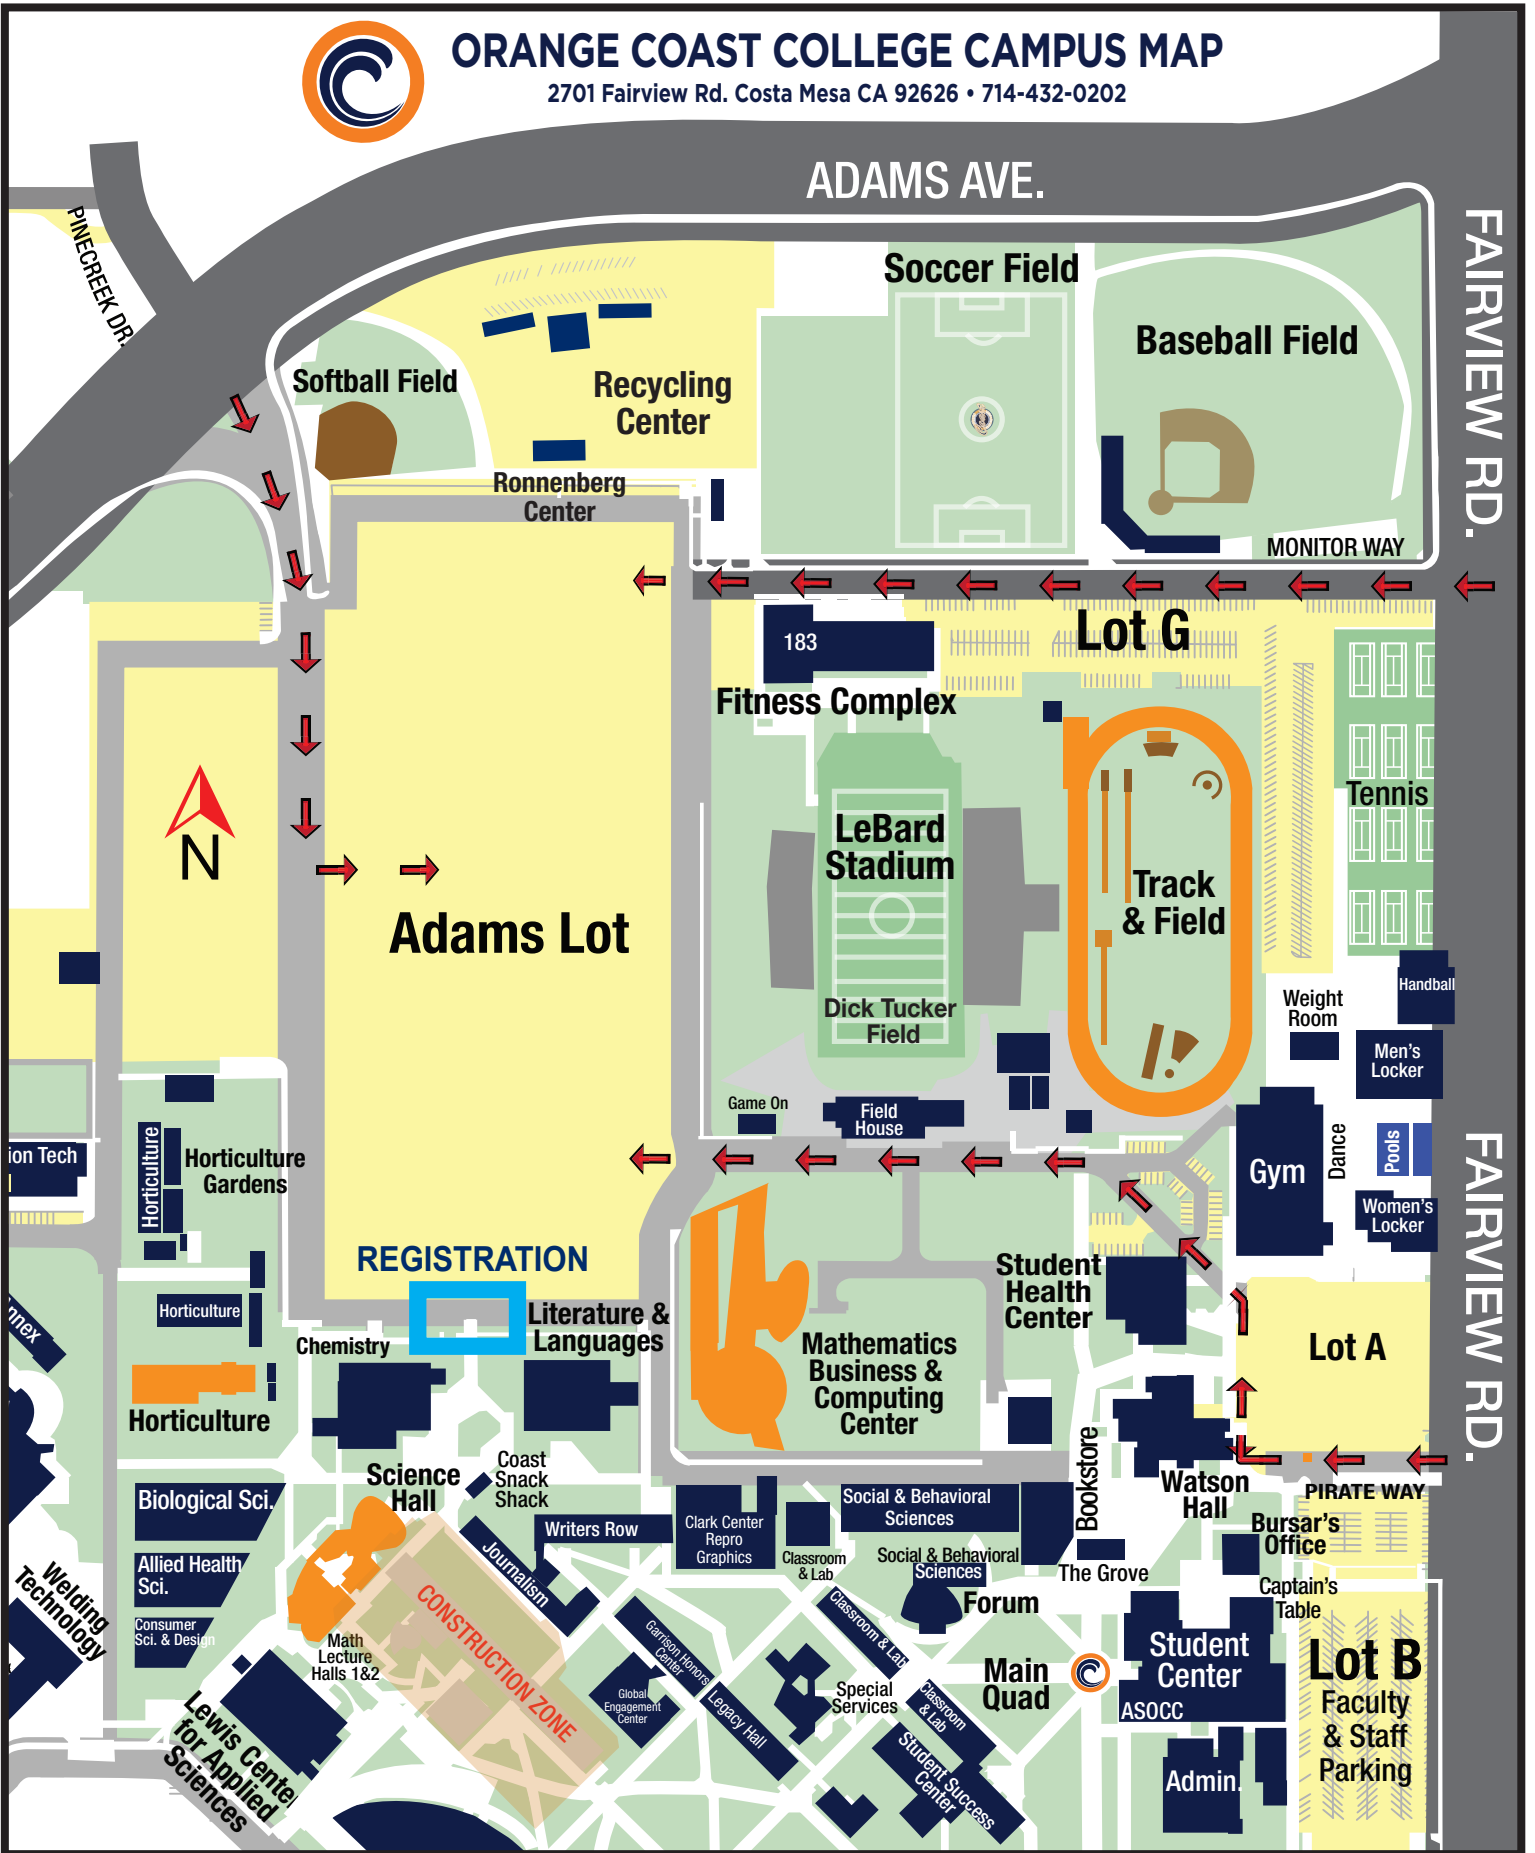 ORANGE COAST COLLEGE CAMPUS MAP
2701 Fairview Rd. Costa Mesa CA 92626 • 714-432-0202
ADAMS AVE.
PINECREEK DR.
FAIRVIEW RD.
Soccer Field
Baseball Field
Softball Field
Recycling
Center
Ronnenberg
Center
MONITOR WAY
Lot G
183
Fitness Complex
Tennis
N
LeBard
Stadium
Track
& Field
Adams Lot
Dick Tucker
Field
Handball
Weight
Room
Men's
Locker
Game On
Field
House
Gym
Dance
Pools
Women's
Locker
FAIRVIEW RD.
ion Tech
Horticulture
Horticulture
Gardens
REGISTRATION
Student
Health
Center
Horticulture
Literature &
Languages
Chemistry
nnex
Mathematics
Business &
Computing
Center
Lot A
Horticulture
Bookstore
Watson
Hall
PIRATE WAY
Science
Hall
Coast
Snack
Shack
Biological Sci.
Writers Row
Clark Center
Repro
Graphics
Classroom
& Lab
Social & Behavioral
Sciences
Social & Behavioral
Sciences
The Grove
Bursar's
Office
Allied Health
Sci.
Journalism
Welding
Technology
CONSTRUCTION ZONE
Captain's
Table
Consumer
Sci. & Design
Math
Lecture
Halls 1&2
Garrison Honors
Center
Classroom & Lab
Forum
Student
Center
ASOCC
Lot B
Faculty
& Staff
Parking
Main
Quad
Global
Engagement
Center
Legacy Hall
Special
Services
Classroom
& Lab
Student Success
Center
Lewis Cente
for Applied
Sciences
Admin.